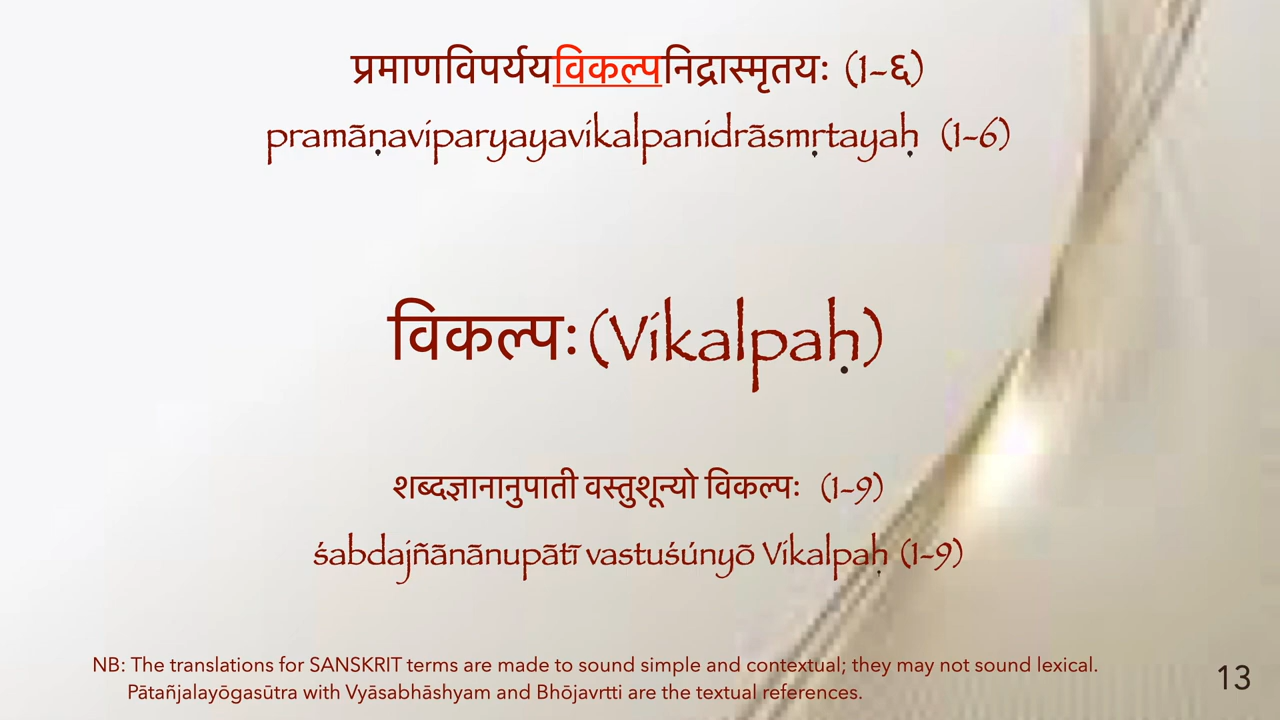 प्रमाणविपर्ययविकल्पनिद्रास्मृतयः (1-६)
pramāṇaviparyayavikalpanidrāsmṛtayaḥ (1-6)
विकल्पः (Vikalpaḥ)
शब्दज्ञानानुपाती वस्तुशून्यो विकल्पः (1-9)
śabdajñānānupātī vastuśúnyō Vikalpaḥ (1-9)
NB: The translations for SANSKRIT terms are made to sound simple and contextual; they may not sound lexical.
Pātañjalayōgasūtra with Vyāsabhāshyam and Bhōjavrtti are the textual references.
13